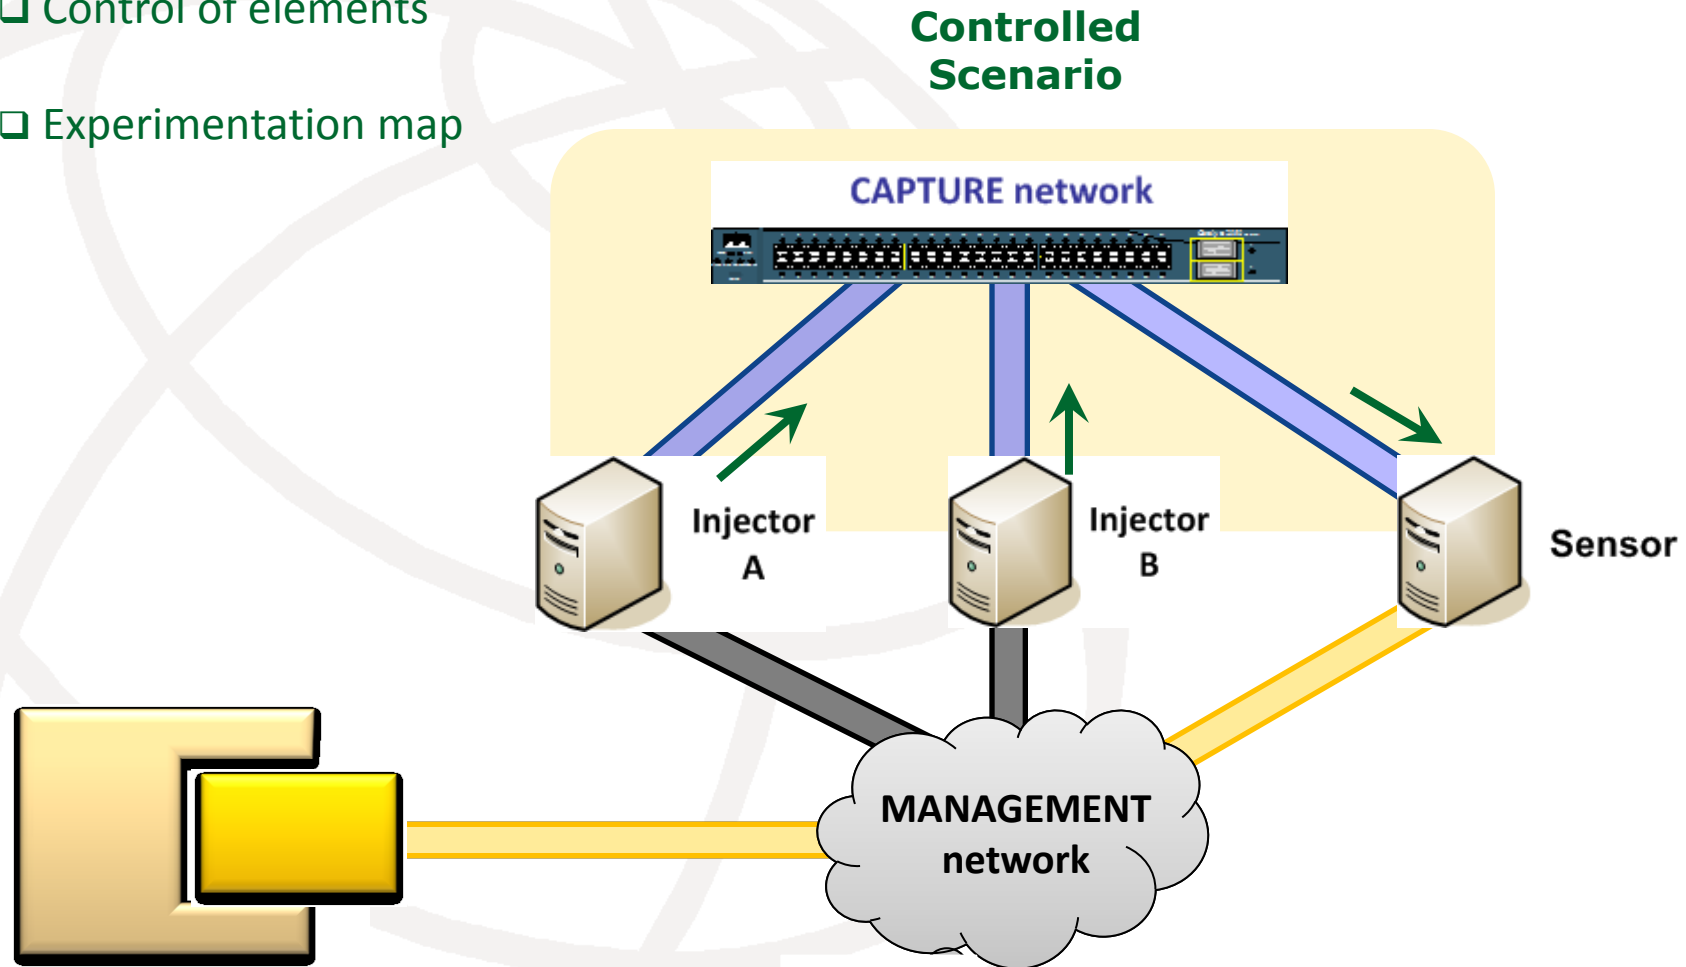 Control of elements
Experimentation map
Controlled
Scenario
CAPTURE network
Injector
A
Injector
B
Sensor
MANAGEMENT
network